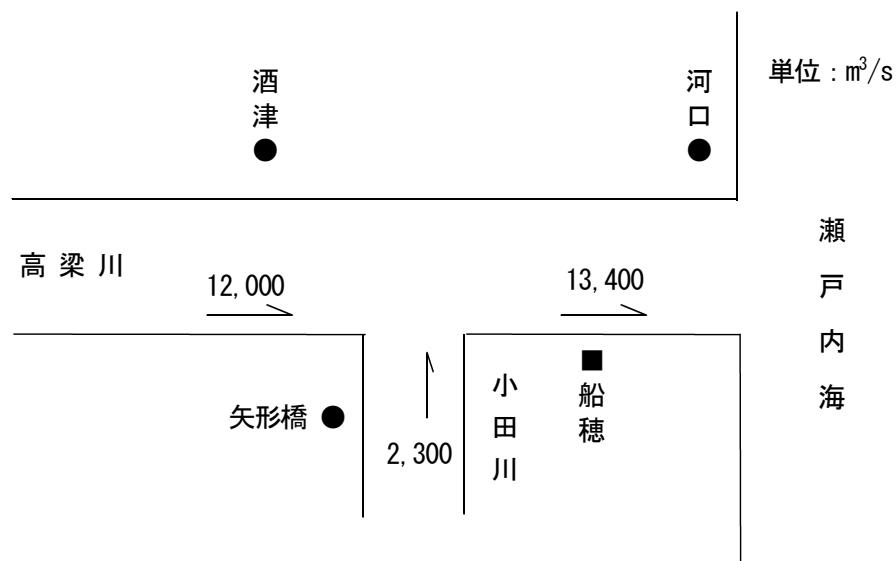 単位：m³/s
酒津
●
河口
●
瀬戸内海
高梁川
12,000
13,400
矢形橋 ●
2,300
小田川
■
船穂